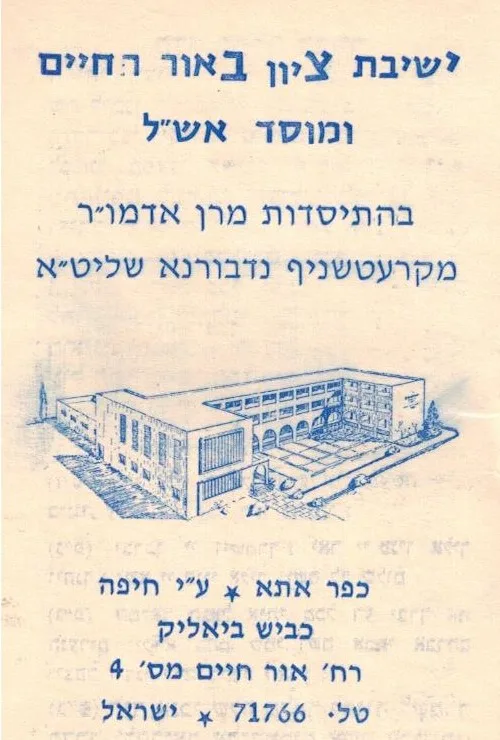 ישיבת ציון באור החיים
ומוסד אש״ל
בהתיסדות מרן אדמו״ר
מקרעטשניף נדבורנא שליט״א
כפר אתא ★ ע״י חיפה
כביש ביאליק
רח׳ אור חיים מס׳ 4
טל. 71766 ★ ישראל